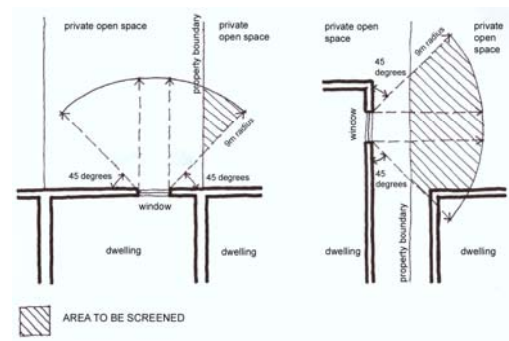 private open space
private
open space
property boundary
9m radius
45 degrees
45 degrees
window
dwelling
dwelling
private open
space
private
open space
9m radius
45
degrees
window
45
degrees
property boundary
dwelling
dwelling
AREA TO BE SCREENED